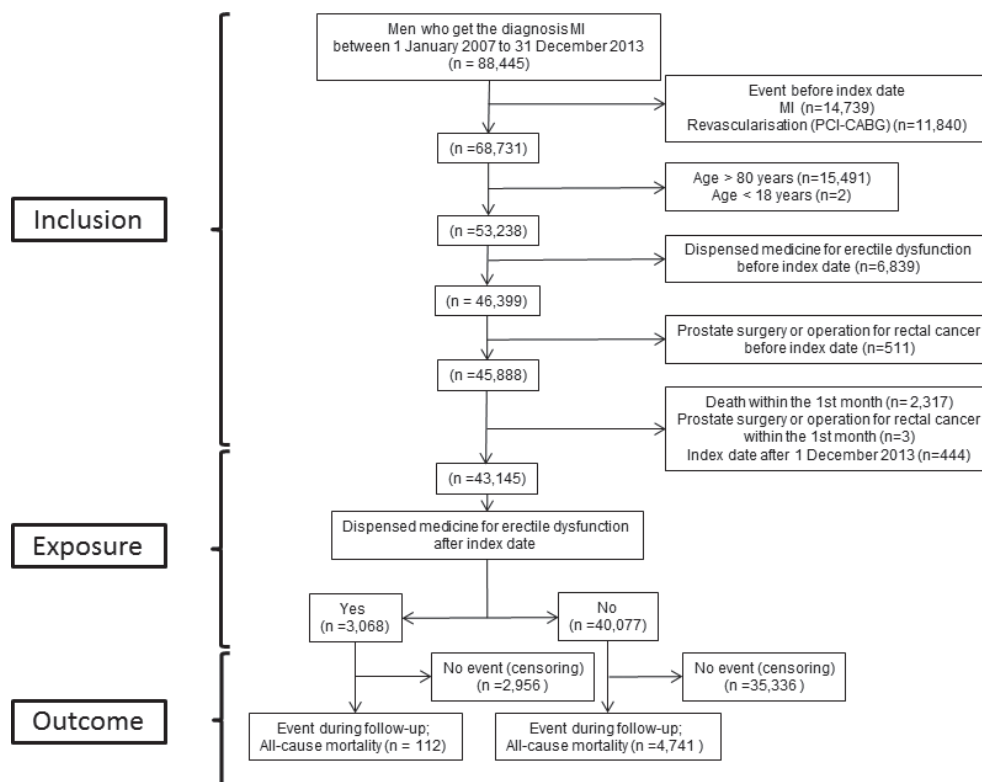 Men who get the diagnosis MI
between 1 January 2007 to 31 December 2013
(n = 88,445)
Event before index date
MI (n=14,739)
Revascularisation (PCI-CABG) (n=11,840)
(n =68,731)
Age > 80 years (n=15,491)
Age < 18 years (n=2)
Inclusion
(n =53,238)
Dispensed medicine for erectile dysfunction
before index date (n=6,839)
(n = 46,399)
Prostate surgery or operation for rectal cancer
before index date (n=511)
(n =45,888)
Death within the 1st month (n= 2,317)
Prostate surgery or operation for rectal cancer
within the 1st month (n=3)
Index date after 1 December 2013 (n=444)
(n =43,145)
Exposure
Dispensed medicine for erectile dysfunction
after index date
Yes
(n =3,068)
No
(n =40,077)
No event (censoring)
(n =2,956 )
No event (censoring)
(n =35,336 )
Outcome
Event during follow-up;
All-cause mortality (n = 112)
Event during follow-up;
All-cause mortality (n =4,741 )